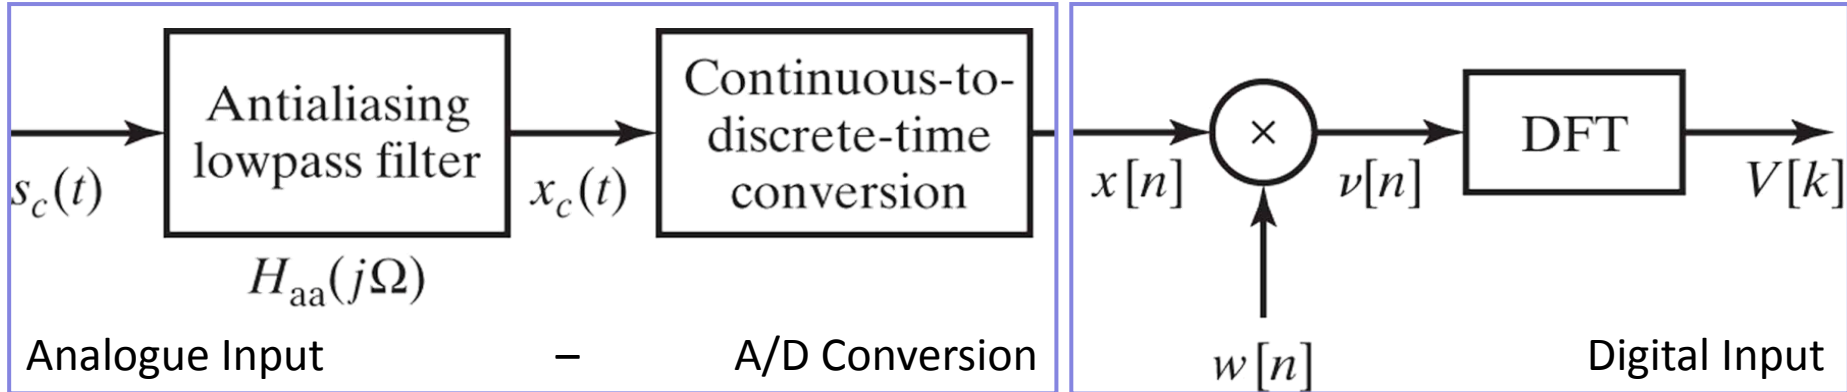 Antialiasing
lowpass filter
s_c(t)
H_aa(jΩ)
x_c(t)
Continuous-to-
discrete-time
conversion
Analogue Input – A/D Conversion
x[n]
×
w[n]
v[n]
DFT
V[k]
Digital Input